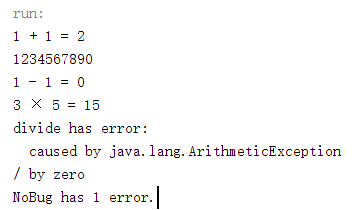 run:
1 + 1 = 2
1234567890
1 - 1 = 0
3 × 5 = 15
divide has error:
  caused by java.lang.ArithmeticException
/ by zero
NoBug has 1 error.